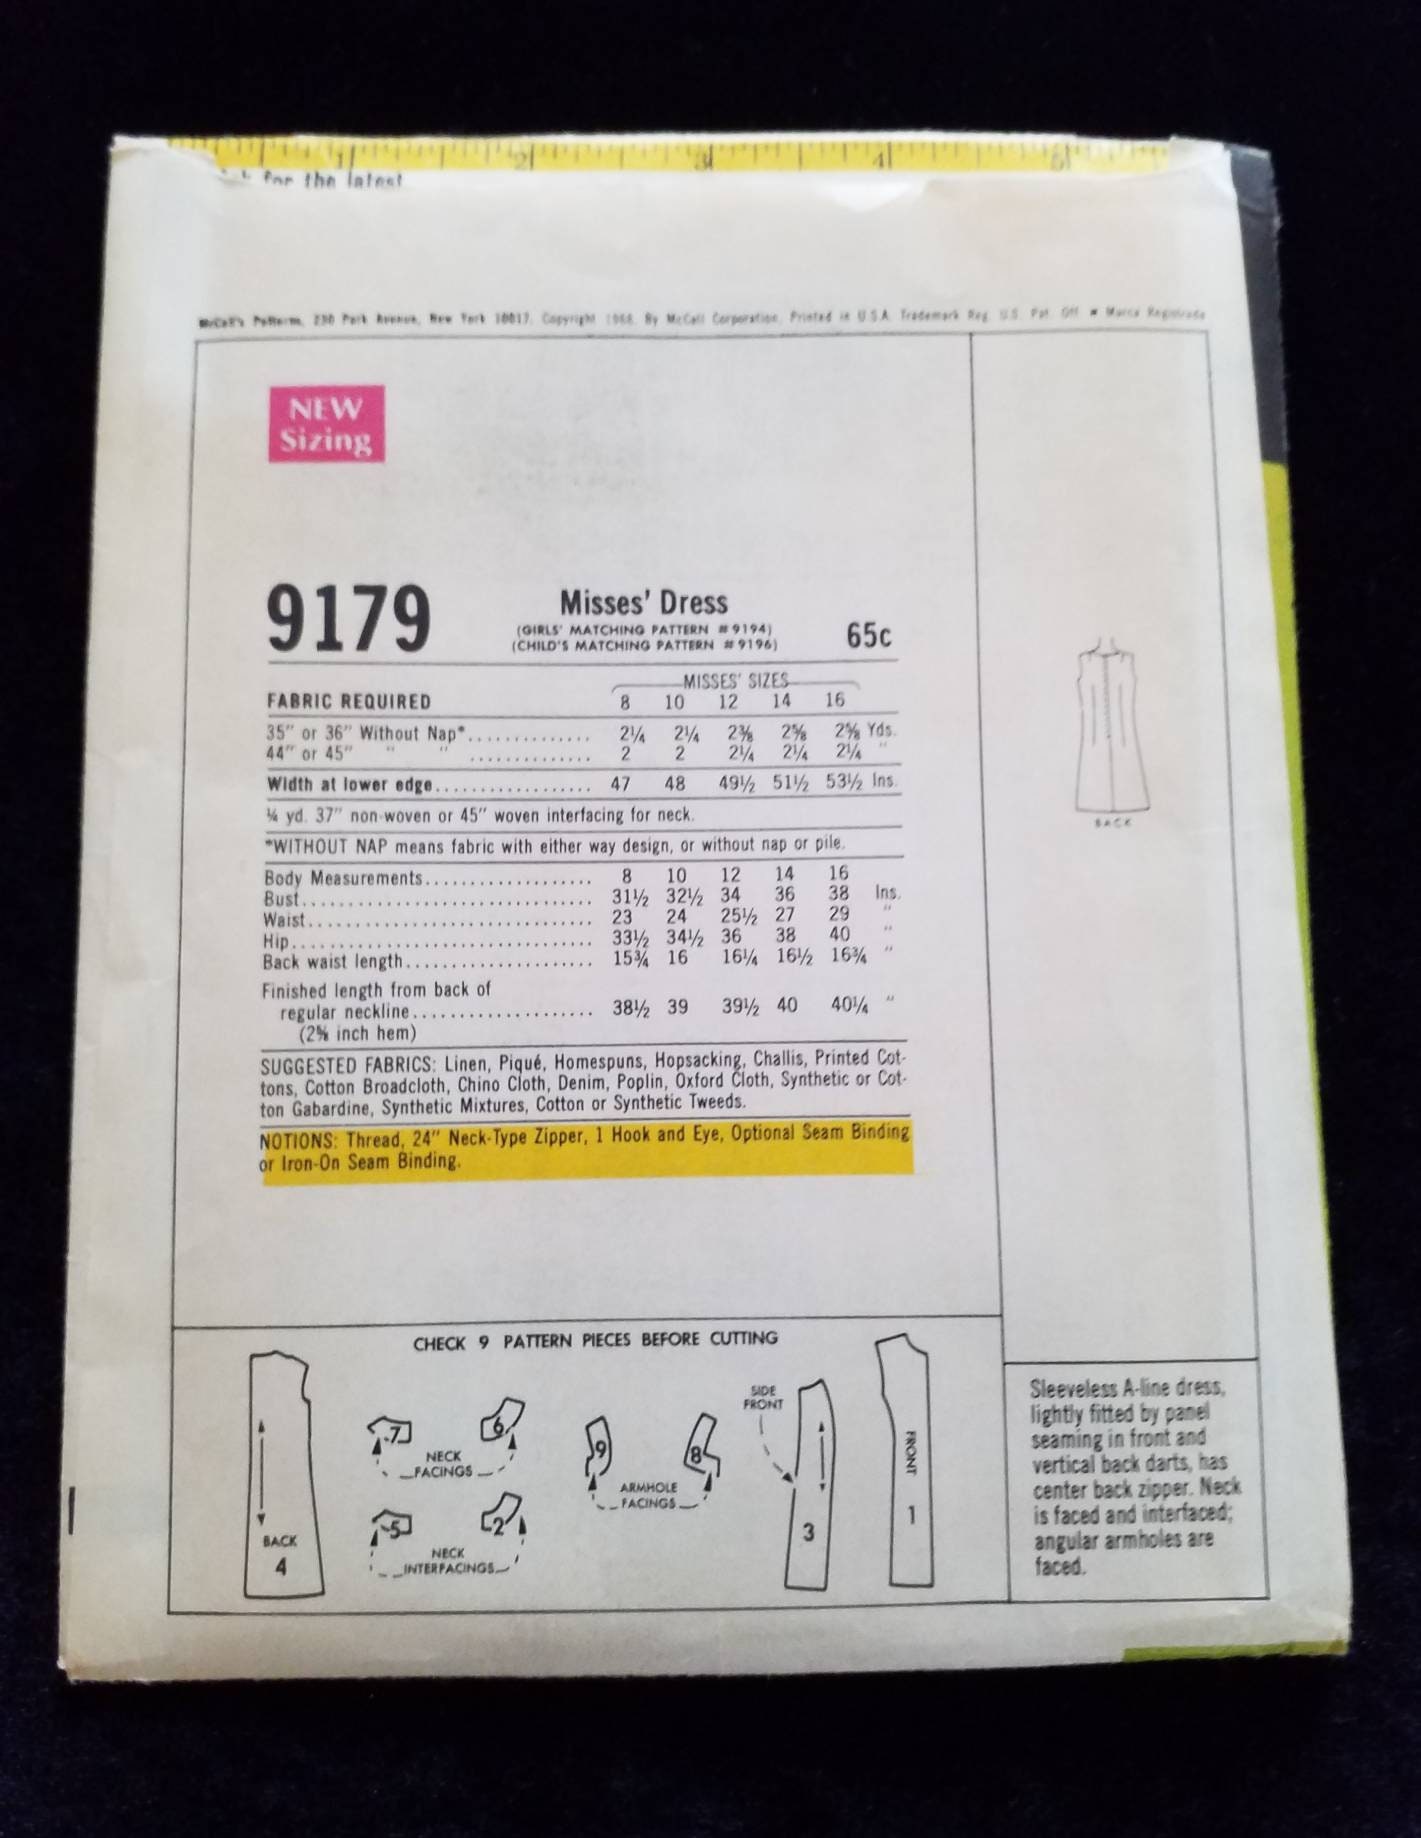 1 2 3 4 5
for the latest
McCall's Patterns, 230 Park Avenue, New York 10017, Copyright 1968, By McCall Corporation, Printed in U.S.A. Trademark Reg. U.S. Pat. Off. Marca Registrada
NEW
Sizing
9179
Misses' Dress
(GIRLS' MATCHING PATTERN #9194)
(CHILD'S MATCHING PATTERN #9196)
65c
MISSES' SIZES
FABRIC REQUIRED 8 10 12 14 16
35" or 36" Without Nap*.............. 2¼ 2¼ 2⅜ 2⅝ 2⅝ Yds.
44" or 45" " " .............. 2 2 2¼ 2¼ 2¼ "
Width at lower edge.................. 47 48 49½ 51½ 53½ Ins.
¼ yd. 37" non-woven or 45" woven interfacing for neck.
*WITHOUT NAP means fabric with either way design, or without nap or pile.
Body Measurements................... 8 10 12 14 16
Bust................................. 31½ 32½ 34 36 38 Ins.
Waist................................ 23 24 25½ 27 29 "
Hip.................................. 33½ 34½ 36 38 40 "
Back waist length..................... 15¾ 16 16¼ 16½ 16¾ "
Finished length from back of
regular neckline.................... 38½ 39 39½ 40 40¼ "
(2⅝ inch hem)
SUGGESTED FABRICS: Linen, Piqué, Homespuns, Hopsacking, Challis, Printed Cot-
tons, Cotton Broadcloth, Chino Cloth, Denim, Poplin, Oxford Cloth, Synthetic or Cot-
ton Gabardine, Synthetic Mixtures, Cotton or Synthetic Tweeds.
NOTIONS: Thread, 24" Neck-Type Zipper, 1 Hook and Eye, Optional Seam Binding
or Iron-On Seam Binding.
BACK
CHECK 9 PATTERN PIECES BEFORE CUTTING
BACK
4
7
6
NECK
FACINGS
5
2
NECK
INTERFACINGS
9
8
ARMHOLE
FACINGS
SIDE
FRONT
3
FRONT
1
Sleeveless A-line dress,
lightly fitted by panel
seaming in front and
vertical back darts, has
center back zipper. Neck
is faced and interfaced;
angular armholes are
faced.